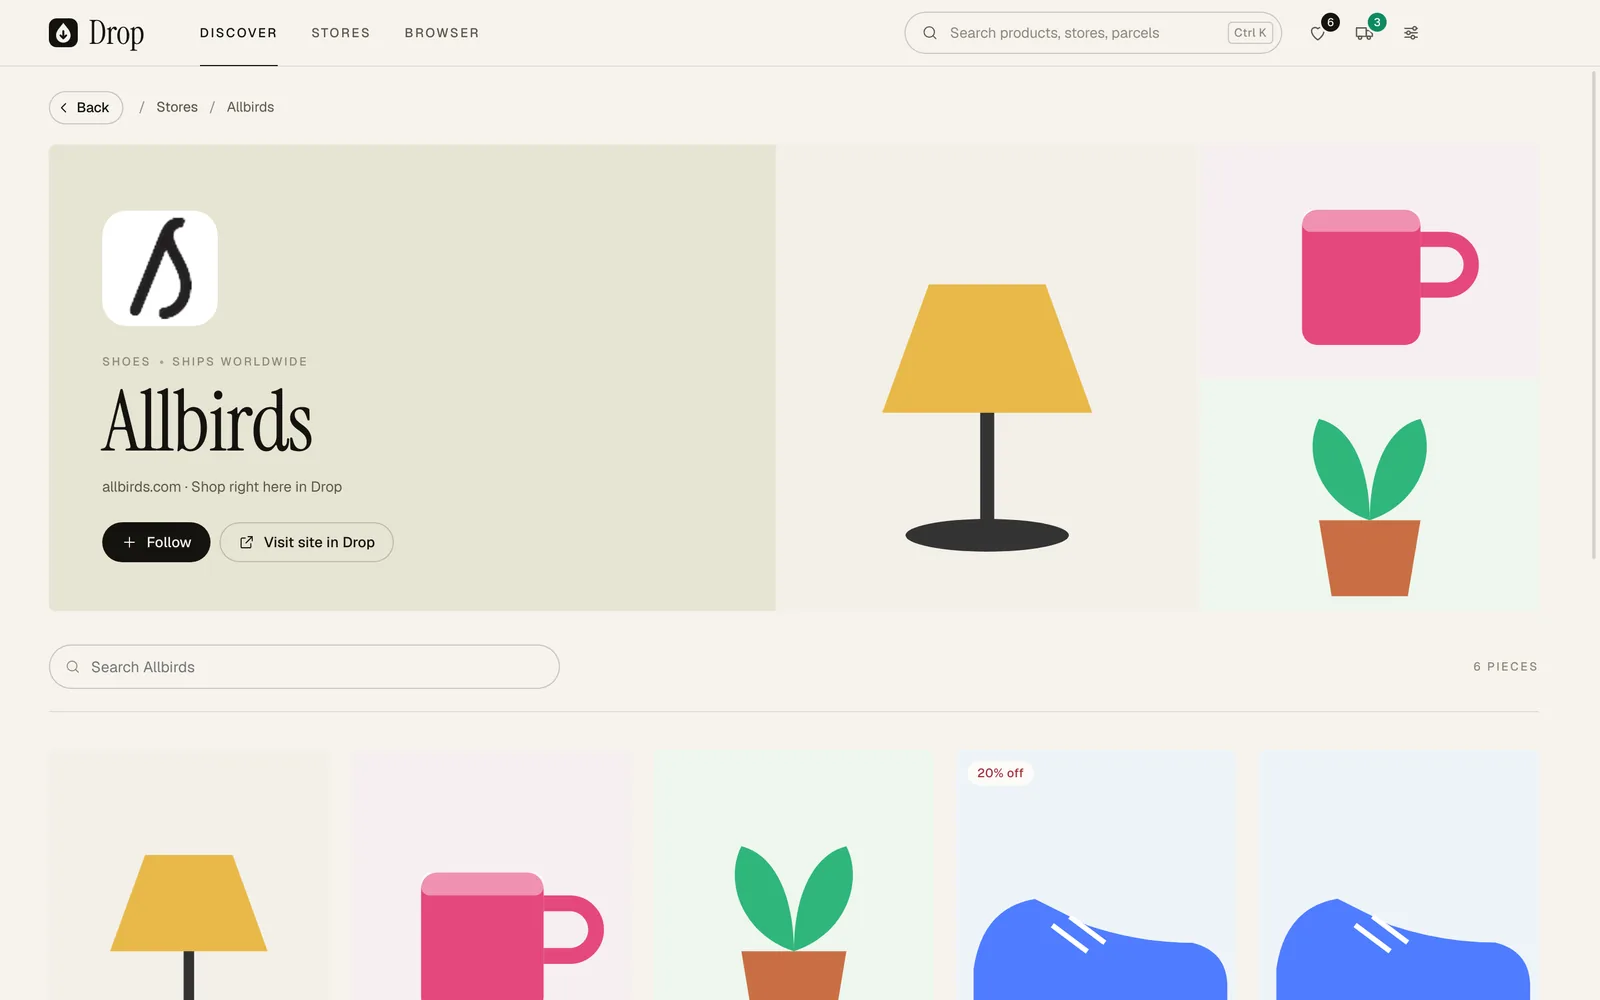 Drop
DISCOVER STORES BROWSER
Search products, stores, parcels Ctrl K
6
3
Back / Stores / Allbirds
SHOES • SHIPS WORLDWIDE
Allbirds
allbirds.com · Shop right here in Drop
+ Follow
Visit site in Drop
Search Allbirds
6 PIECES
20% off